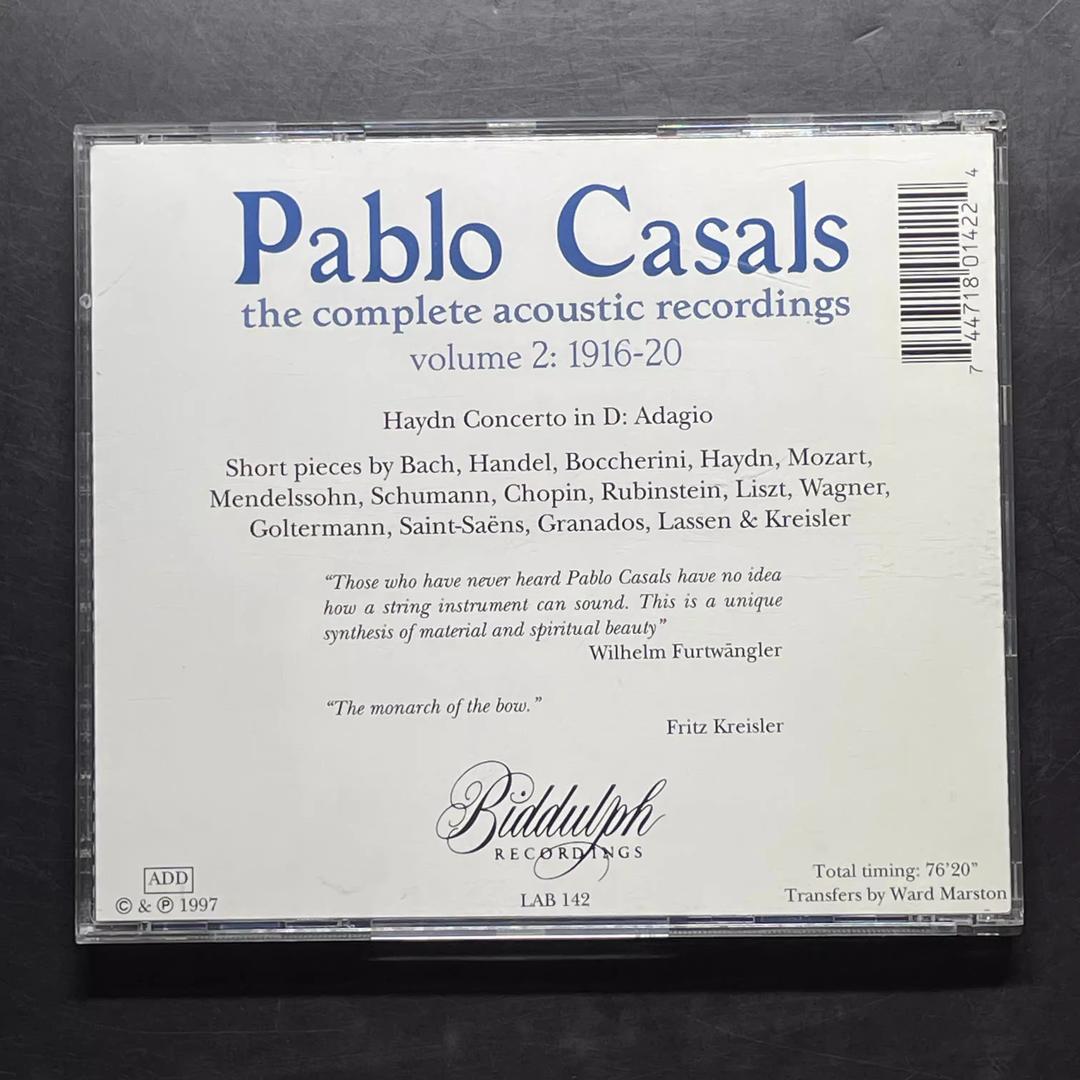 Pablo Casals
the complete acoustic recordings
volume 2: 1916-20
7 44718 01422 4
Haydn Concerto in D: Adagio
Short pieces by Bach, Handel, Boccherini, Haydn, Mozart,
Mendelssohn, Schumann, Chopin, Rubinstein, Liszt, Wagner,
Goltermann, Saint-Saëns, Granados, Lassen & Kreisler
“Those who have never heard Pablo Casals have no idea
how a string instrument can sound. This is a unique
synthesis of material and spiritual beauty”
Wilhelm Furtwängler
“The monarch of the bow.”
Fritz Kreisler
Biddulph
RECORDINGS
LAB 142
ADD
© & ℗ 1997
Total timing: 76’20”
Transfers by Ward Marston